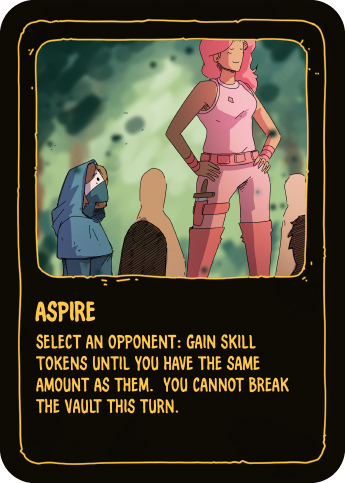 ASPIRE
SELECT AN OPPONENT: GAIN SKILL
TOKENS UNTIL YOU HAVE THE SAME
AMOUNT AS THEM. YOU CANNOT BREAK
THE VAULT THIS TURN.